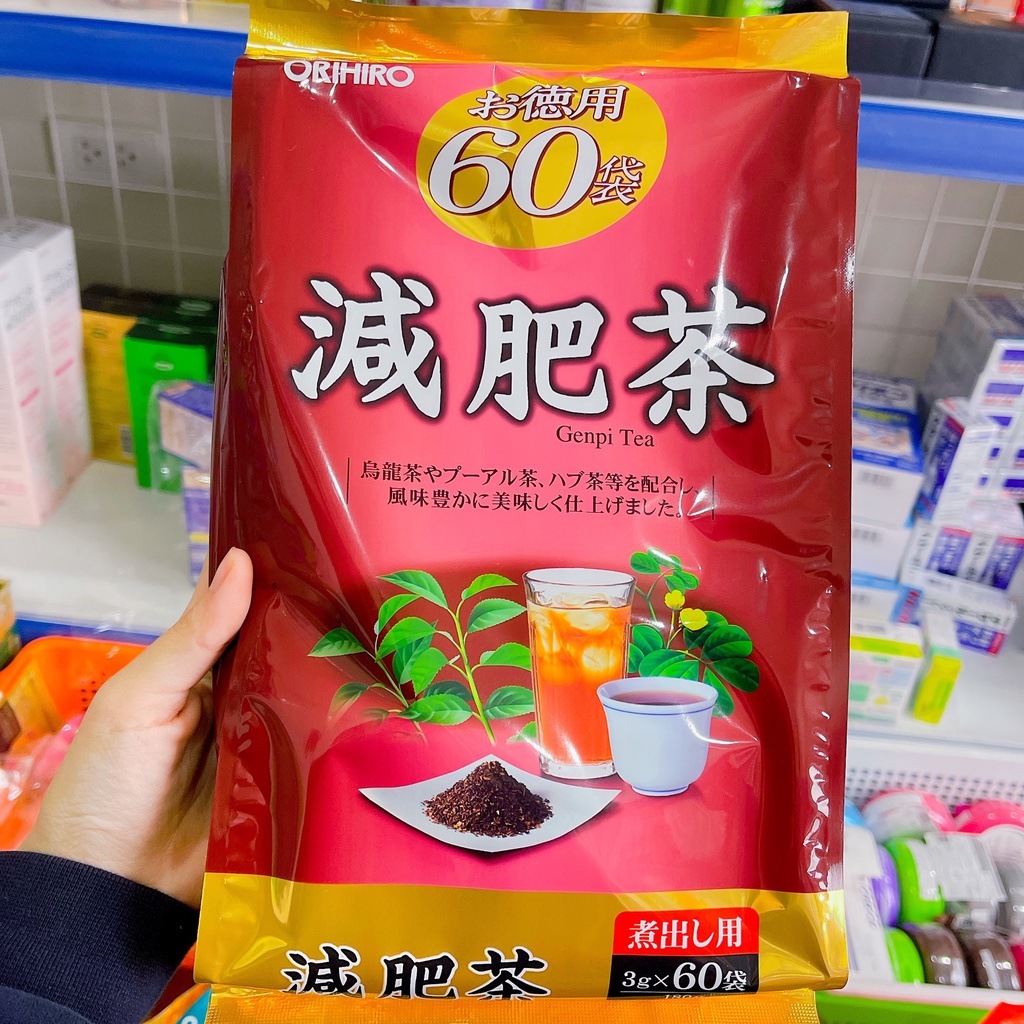 ORIHIRO
お徳用
60袋
減肥茶
Genpi Tea
烏龍茶やプーアル茶、ハブ茶等を配合し、
風味豊かに美味しく仕上げました。
減肥茶
煮出し用
3g×60袋